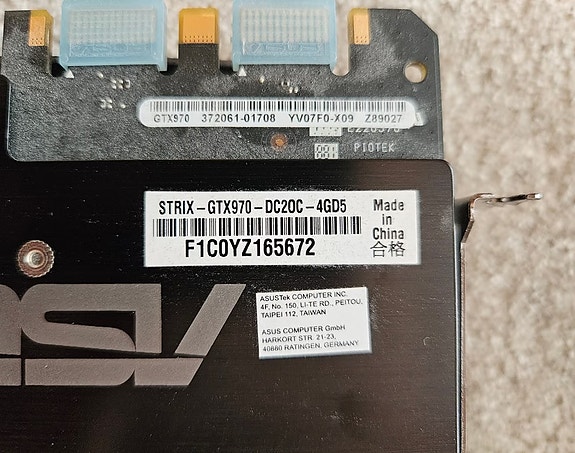 ASUS
GTX970 372061-01708 YV07F0-X09 Z89027
PIOTEK
STRIX-GTX970-DC2OC-4GD5
F1C0YZ165672
Made
in
China
合格
ASUSTek COMPUTER INC.
4F, No. 150, LI-TE RD., PEITOU,
TAIPEI 112, TAIWAN
ASUS COMPUTER GmbH
HARKORT STR. 21-23,
40880 RATINGEN, GERMANY